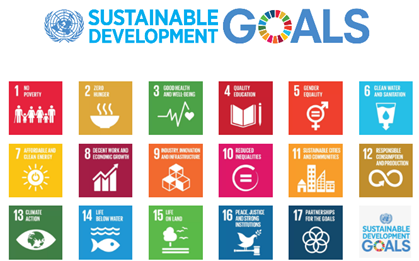 SUSTAINABLE
DEVELOPMENT
GOALS
1 NO
POVERTY
2 ZERO
HUNGER
3 GOOD HEALTH
AND WELL-BEING
4 QUALITY
EDUCATION
5 GENDER
EQUALITY
6 CLEAN WATER
AND SANITATION
7 AFFORDABLE AND
CLEAN ENERGY
8 DECENT WORK AND
ECONOMIC GROWTH
9 INDUSTRY, INNOVATION
AND INFRASTRUCTURE
10 REDUCED
INEQUALITIES
11 SUSTAINABLE CITIES
AND COMMUNITIES
12 RESPONSIBLE
CONSUMPTION
AND PRODUCTION
13 CLIMATE
ACTION
14 LIFE
BELOW WATER
15 LIFE
ON LAND
16 PEACE, JUSTICE
AND STRONG
INSTITUTIONS
17 PARTNERSHIPS
FOR THE GOALS
SUSTAINABLE
DEVELOPMENT
GOALS